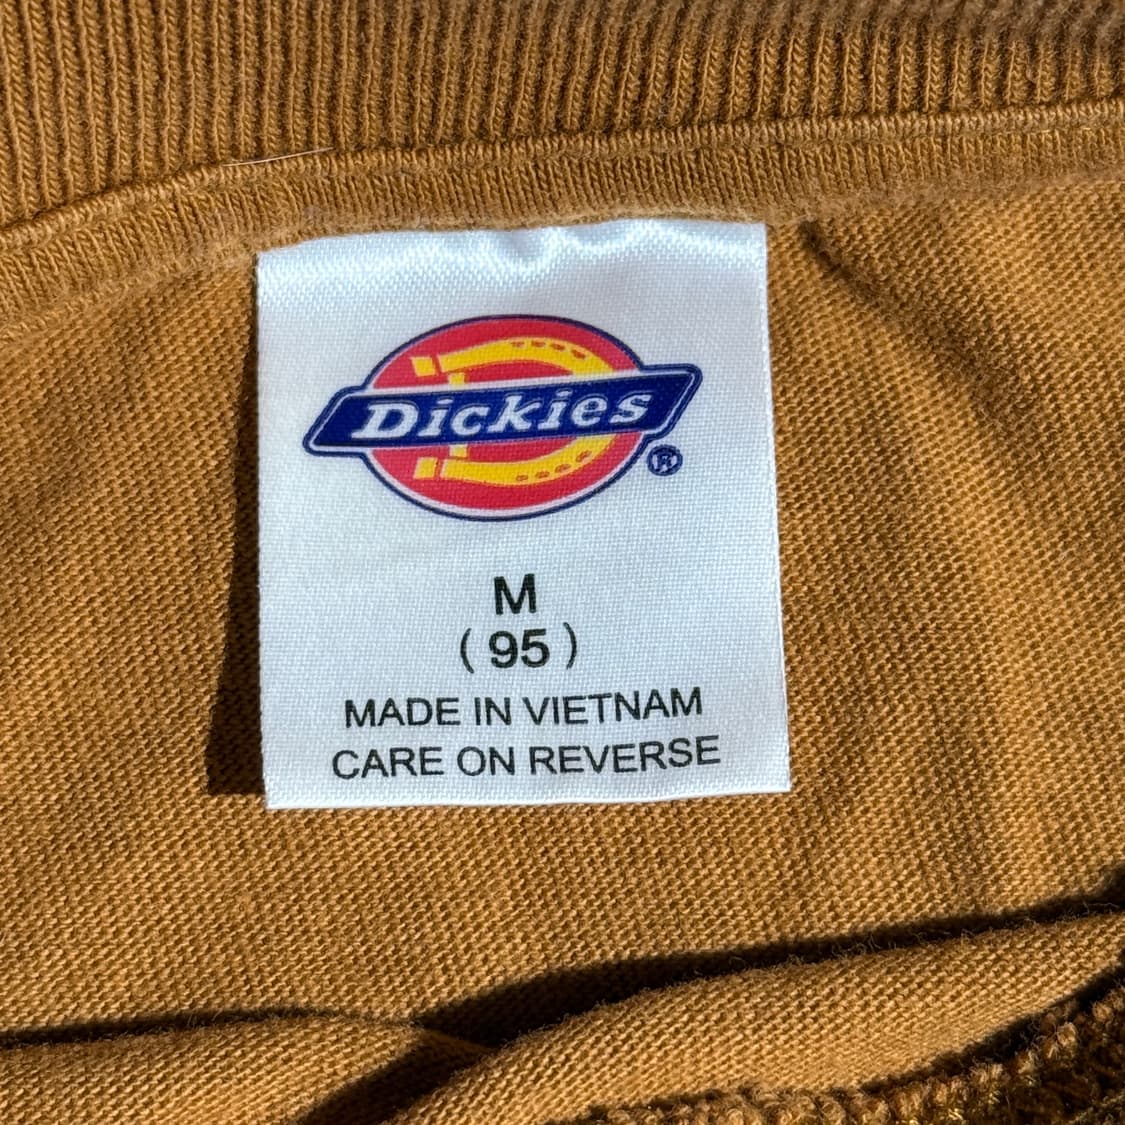 Dickies
®
M
( 95 )
MADE IN VIETNAM
CARE ON REVERSE